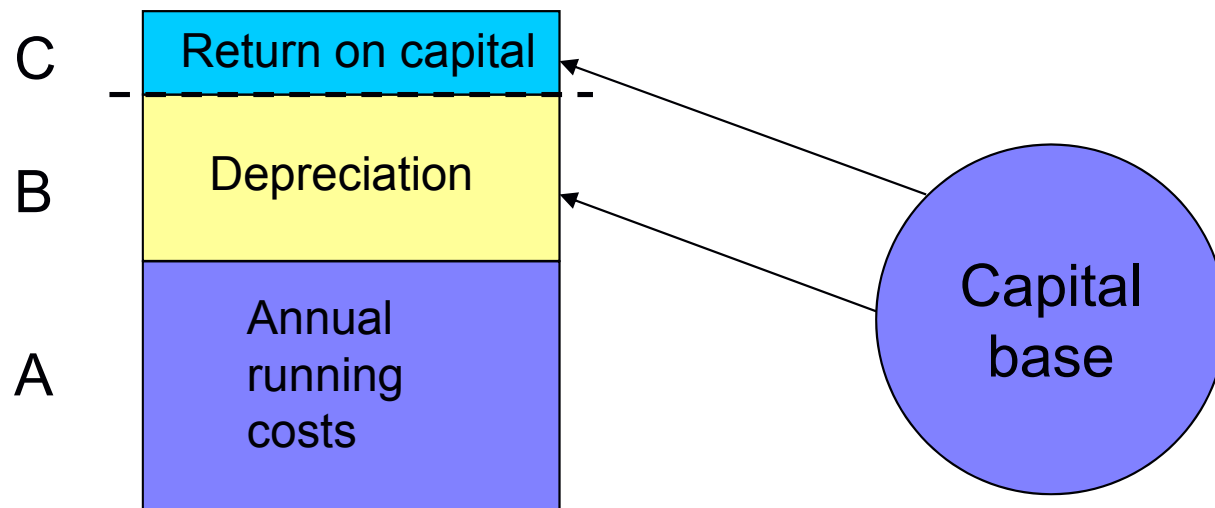 C
Return on capital
B
Depreciation
A
Annual
running
costs
Capital
base